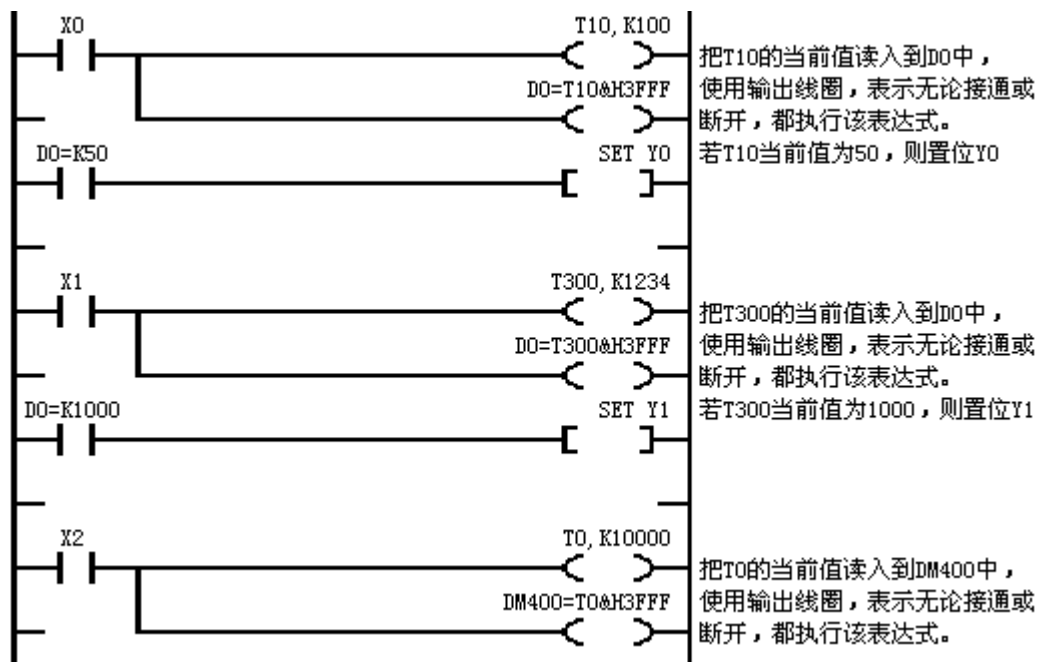 X0
T10, K100
把T10的当前值读入到D0中，
D0=T10&H3FFF
使用输出线圈，表示无论接通或
断开，都执行该表达式。
D0=K50
SET Y0
若T10当前值为50，则置位Y0
X1
T300, K1234
把T300的当前值读入到D0中，
D0=T300&H3FFF
使用输出线圈，表示无论接通或
断开，都执行该表达式。
D0=K1000
SET Y1
若T300当前值为1000，则置位Y1
X2
T0, K10000
把T0的当前值读入到DM400中，
DM400=T0&H3FFF
使用输出线圈，表示无论接通或
断开，都执行该表达式。